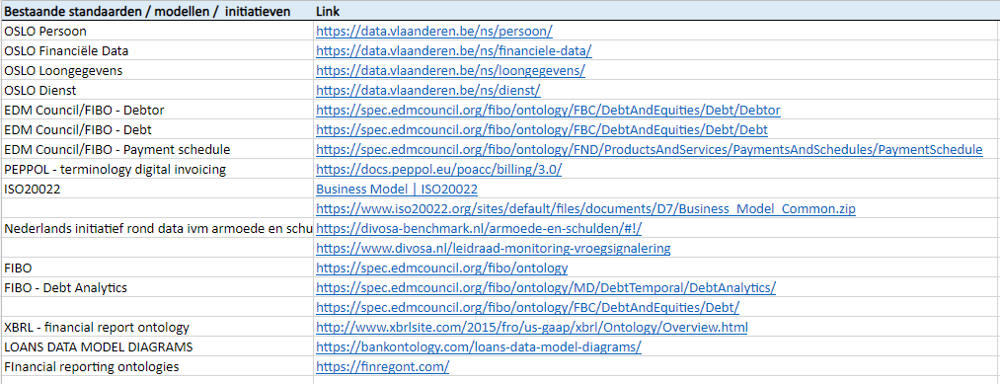 Bestaande standaarden / modellen / initiatieven Link
OSLO Persoon https://data.vlaanderen.be/ns/persoon/
OSLO Financiële Data https://data.vlaanderen.be/ns/financiele-data/
OSLO Loongegevens https://data.vlaanderen.be/ns/loongegevens/
OSLO Dienst https://data.vlaanderen.be/ns/dienst/
EDM Council/FIBO - Debtor https://spec.edmcouncil.org/fibo/ontology/FBC/DebtAndEquities/Debt/Debtor
EDM Council/FIBO - Debt https://spec.edmcouncil.org/fibo/ontology/FBC/DebtAndEquities/Debt/Debt
EDM Council/FIBO - Payment schedule https://spec.edmcouncil.org/fibo/ontology/FND/ProductsAndServices/PaymentsAndSchedules/PaymentSchedule
PEPPOL - terminology digital invoicing https://docs.peppol.eu/poacc/billing/3.0/
ISO20022 Business Model | ISO20022
https://www.iso20022.org/sites/default/files/documents/D7/Business_Model_Common.zip
Nederlands initiatief rond data ivm armoede en schu https://divosa-benchmark.nl/armoede-en-schulden/#!/
https://www.divosa.nl/leidraad-monitoring-vroegsignalering
FIBO https://spec.edmcouncil.org/fibo/ontology
FIBO - Debt Analytics https://spec.edmcouncil.org/fibo/ontology/MD/DebtTemporal/DebtAnalytics/
https://spec.edmcouncil.org/fibo/ontology/FBC/DebtAndEquities/Debt/
XBRL - financial report ontology http://www.xbrlsite.com/2015/fro/us-gaap/xbrl/Ontology/Overview.html
LOANS DATA MODEL DIAGRAMS https://bankontology.com/loans-data-model-diagrams/
FInancial reporting ontologies https://finregont.com/